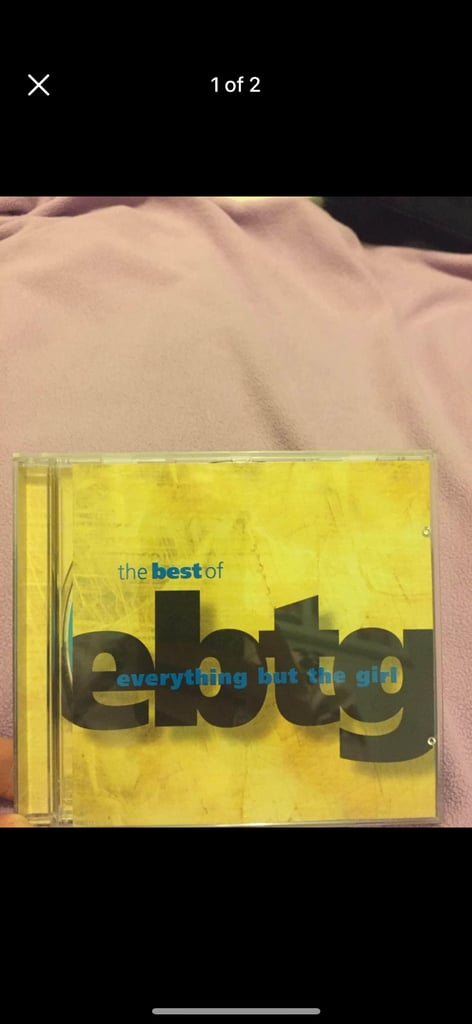 1 of 2
the best of
ebtg
everything but the girl